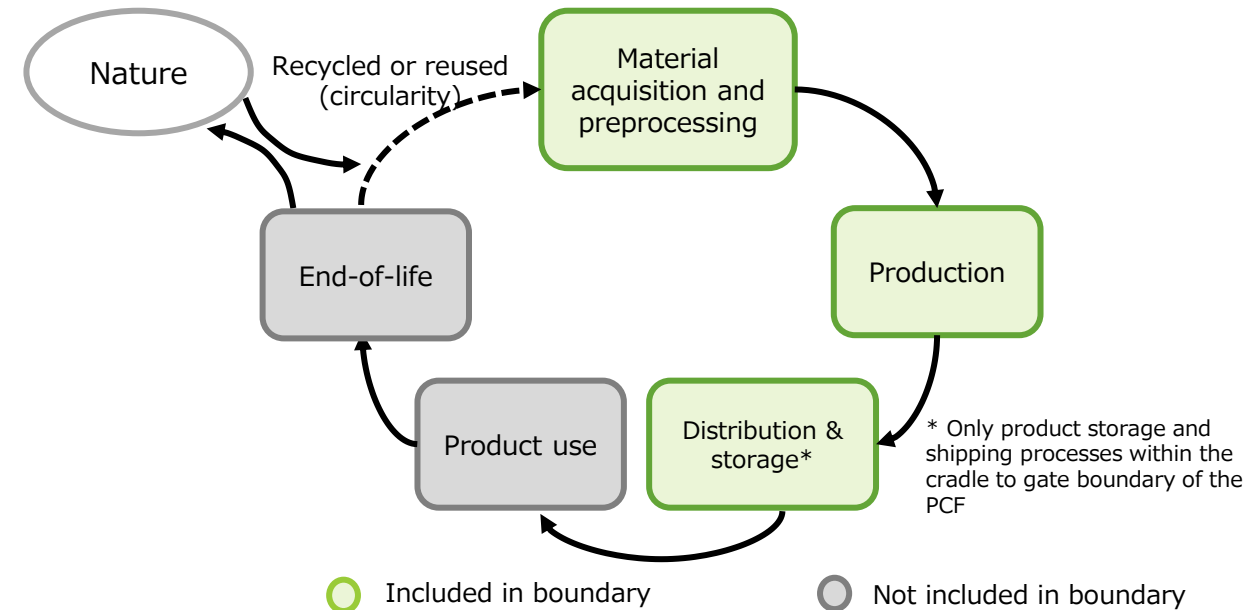 Nature
Recycled or reused
(circularity)
Material
acquisition and
preprocessing
End-of-life
Production
Product use
Distribution &
storage*
* Only product storage and
shipping processes within the
cradle to gate boundary of the
PCF
Included in boundary
Not included in boundary